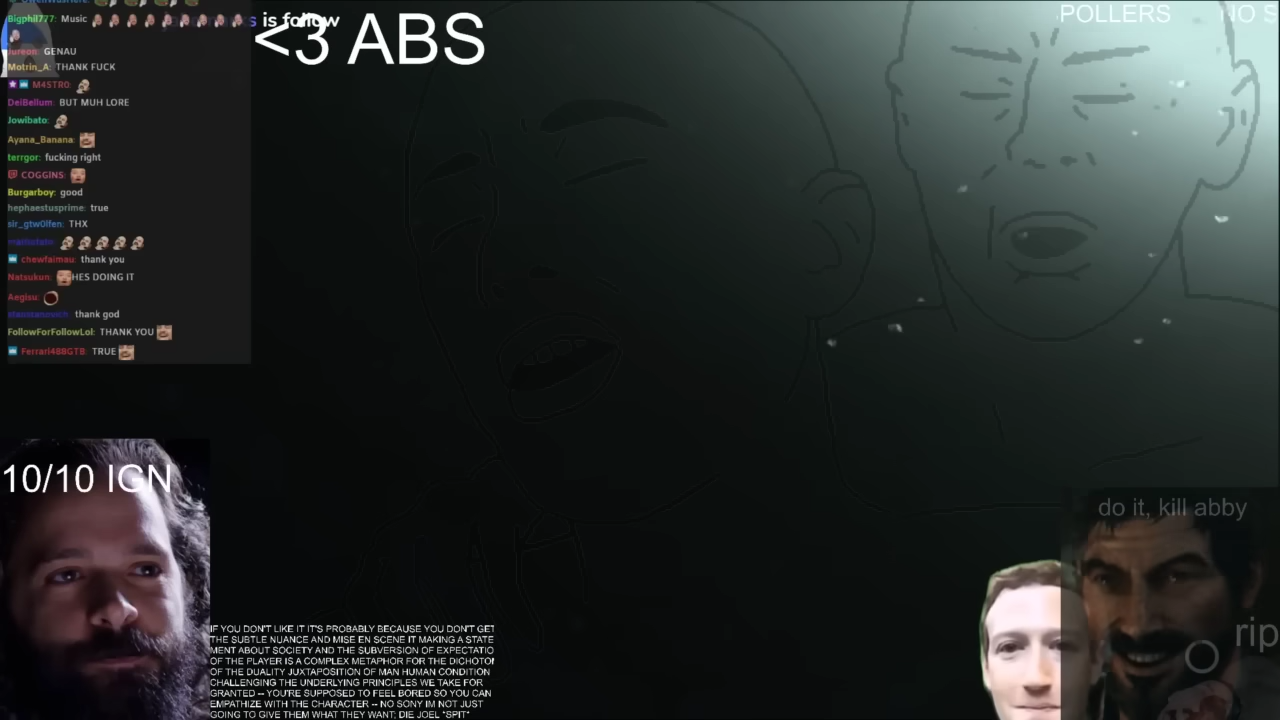 Bigphil777: Music
is follow
<3 ABS
POLLERS
NO S
Jureon: GENAU
Motrin_A: THANK FUCK
M4STR0:
DeiBellum: BUT MUH LORE
Jowibato:
Ayana_Banana:
terrgor: fucking right
COGGINS:
Burgarboy: good
hephaestusprime: true
sir_gtw0lfen: THX
chewfaimau: thank you
Natsukun: HES DOING IT
Aegisu:
thank god
FollowForFollowLol: THANK YOU
Ferrari488GTB: TRUE
10/10 IGN
do it, kill abby
rip
IF YOU DON'T LIKE IT IT'S PROBABLY BECAUSE YOU DON'T GET
THE SUBTLE NUANCE AND MISE EN SCENE IT MAKING A STATE
MENT ABOUT SOCIETY AND THE SUBVERSION OF EXPECTATIO
OF THE PLAYER IS A COMPLEX METAPHOR FOR THE DICHOTOM
OF THE DUALITY JUXTAPOSITION OF MAN HUMAN CONDITION
CHALLENGING THE UNDERLYING PRINCIPLES WE TAKE FOR
GRANTED -- YOU'RE SUPPOSED TO FEEL BORED SO YOU CAN
EMPATHIZE WITH THE CHARACTER -- NO SONY IM NOT JUST
GOING TO GIVE THEM WHAT THEY WANT; DIE JOEL *SPIT*